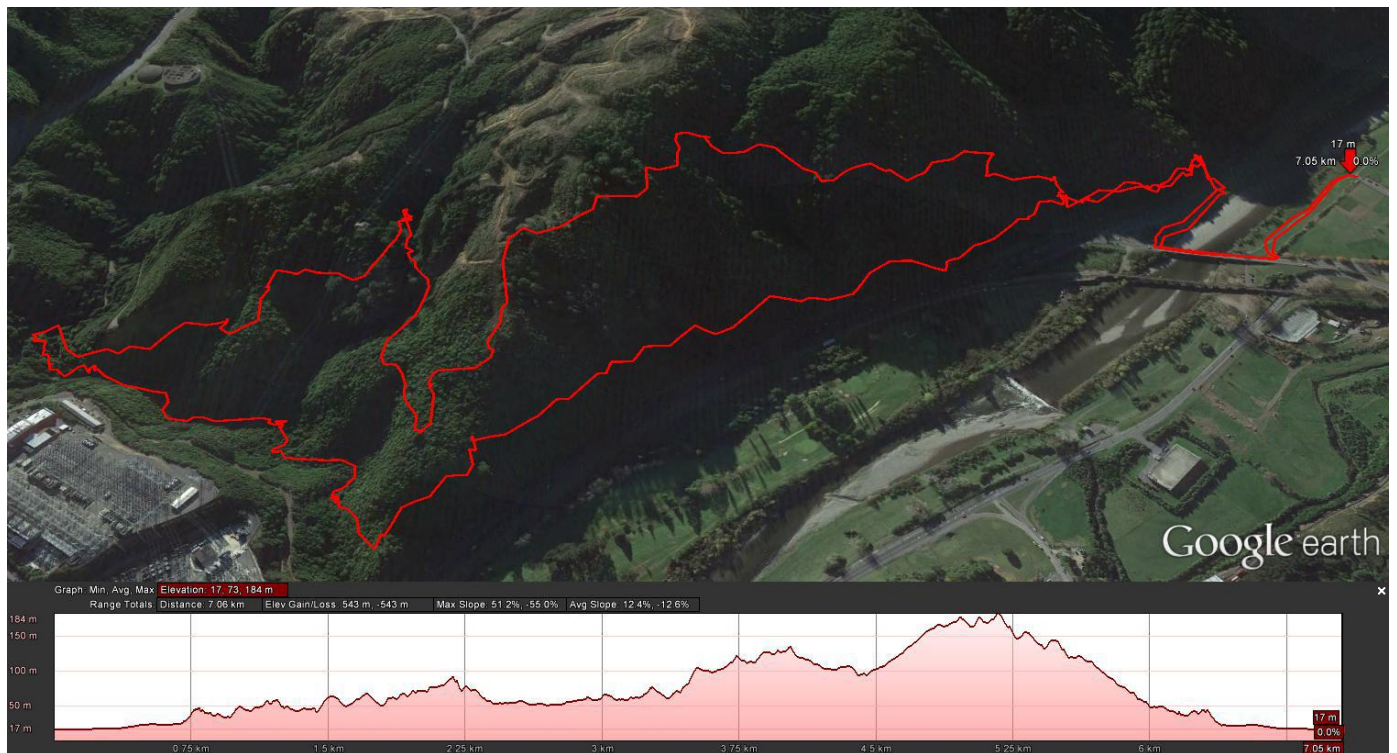 17 m
7.05 km 0.0%
Google earth
Graph: Min, Avg, Max Elevation: 17, 73, 184 m
Range Totals: Distance: 7.06 km Elev Gain/Loss: 543 m, -543 m Max Slope: 51.2%, -55.0% Avg Slope: 12.4%, -12.6%
184 m
150 m
100 m
50 m
17 m
17 m
0.0%
0.75 km 1.5 km 2.25 km 3 km 3.75 km 4.5 km 5.25 km 6 km 7.05 km